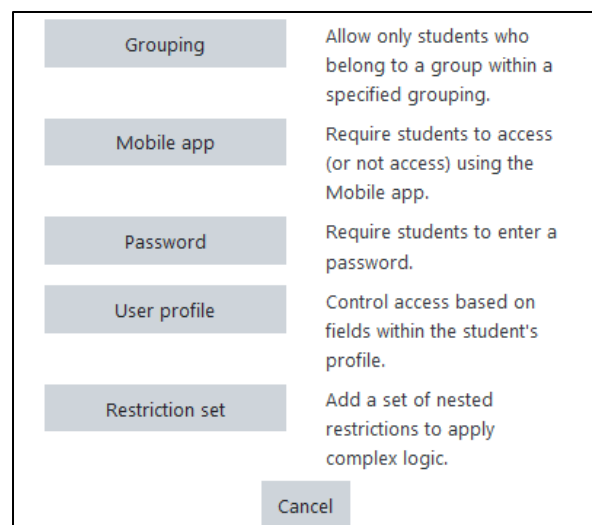 Grouping
Allow only students who
belong to a group within a
specified grouping.
Mobile app
Require students to access
(or not access) using the
Mobile app.
Password
Require students to enter a
password.
User profile
Control access based on
fields within the student's
profile.
Restriction set
Add a set of nested
restrictions to apply
complex logic.
Cancel